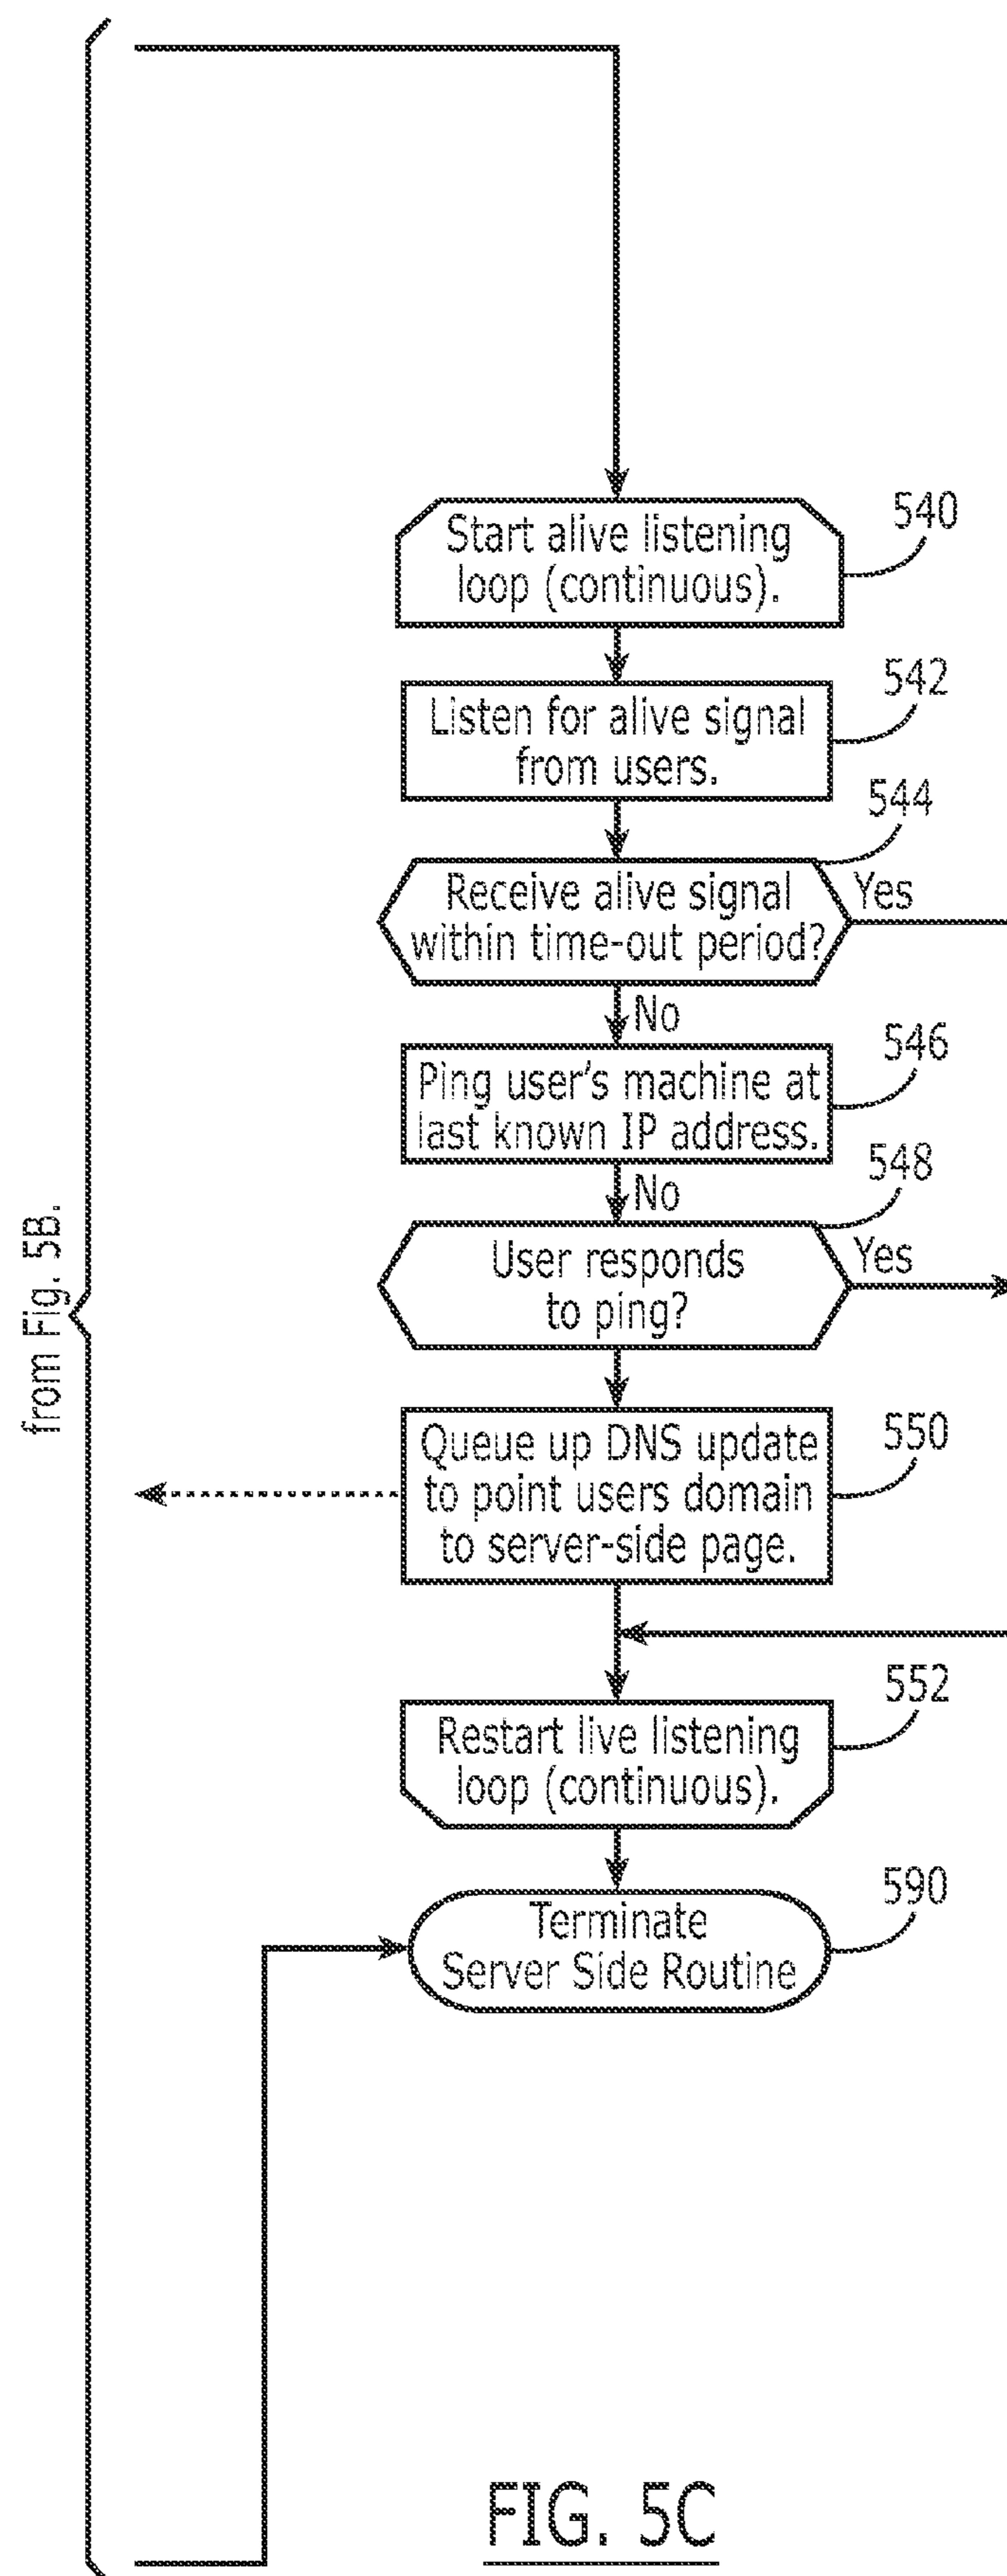 Start alive listening
loop (continuous).
540
Listen for alive signal
from users.
542
544
Receive alive signal
within time-out period?
Yes
No
Ping user's machine at
last known IP address.
546
No
548
User responds
to ping?
Yes
from Fig. 5B.
Queue up DNS update
to point users domain
to server-side page.
550
Restart live listening
loop (continuous).
552
Terminate
Server Side Routine
590
FIG. 5C